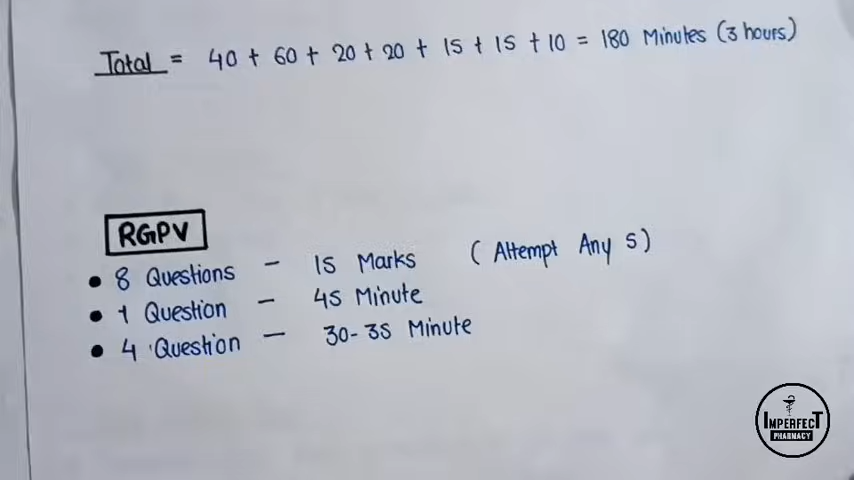 Total = 40 + 60 + 20 + 20 + 15 + 15 + 10 = 180 Minutes (3 hours)
RGPV
• 8 Questions - 15 Marks (Attempt Any 5)
• 1 Question - 45 Minute
• 4 Question - 30-35 Minute
IMPERFECT
PHARMACY